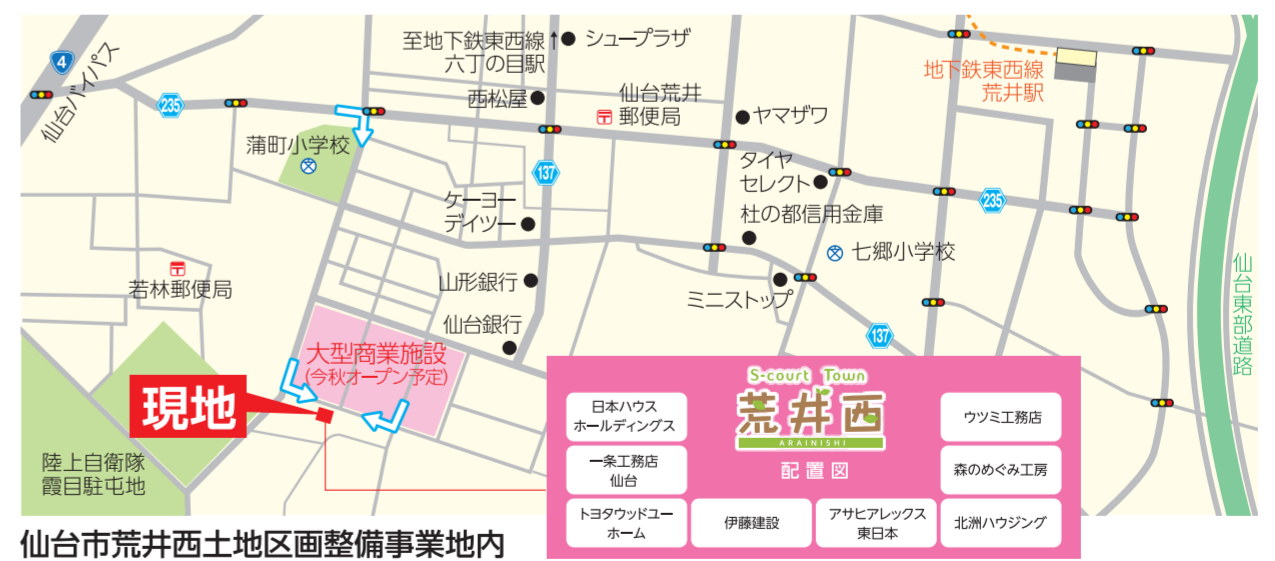 4
仙台バイパス
235
至地下鉄東西線↑
六丁の目駅
シュープラザ
西松屋
仙台荒井
郵便局
ヤマザワ
地下鉄東西線
荒井駅
蒲町小学校
文
137
タイヤ
セレクト
235
ケーヨー
デイツー
杜の都信用金庫
文
七郷小学校
若林郵便局
山形銀行
ミニストップ
仙台銀行
137
仙台東部道路
大型商業施設
(今秋オープン予定)
現地
陸上自衛隊
霞目駐屯地
S-court Town
荒井西
ARAINISHI
配置図
日本ハウス
ホールディングス
一条工務店
仙台
トヨタウッドユー
ホーム
伊藤建設
アサヒアレックス
東日本
ウツミ工務店
森のめぐみ工房
北洲ハウジング
仙台市荒井西土地区画整備事業地内